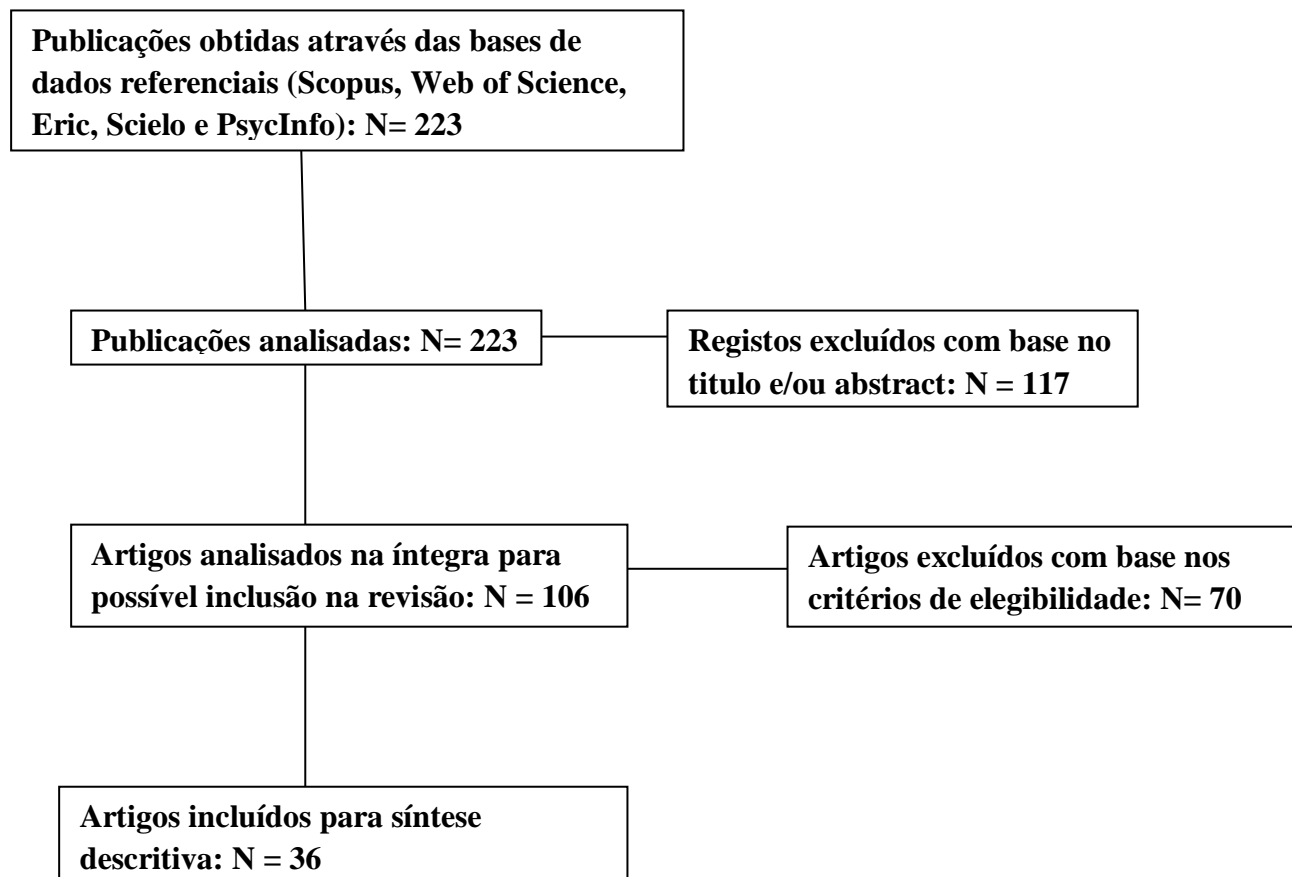 Publicações obtidas através das bases de
dados referenciais (Scopus, Web of Science,
Eric, Scielo e PsycInfo): N= 223
Publicações analisadas: N= 223
Registos excluídos com base no
titulo e/ou abstract: N = 117
Artigos analisados na íntegra para
possível inclusão na revisão: N = 106
Artigos excluídos com base nos
critérios de elegibilidade: N= 70
Artigos incluídos para síntese
descritiva: N = 36